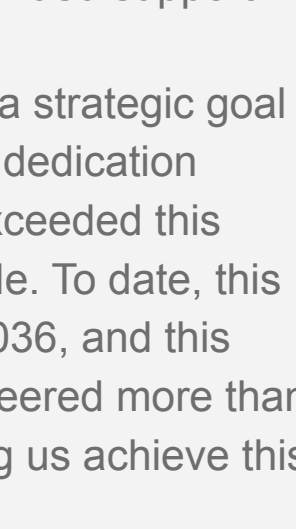 a strategic goal
dedication
xceeded this
le. To date, this
036, and this
eered more than
g us achieve this